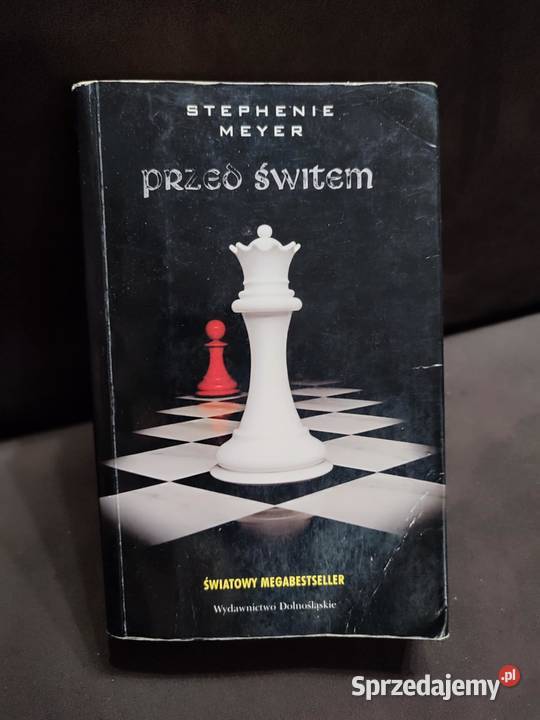 STEPHENIE
MEYER
przed świtem
ŚWIATOWY MEGABESTSELLER
Wydawnictwo Dolnośląskie
Sprzedajemy.pl